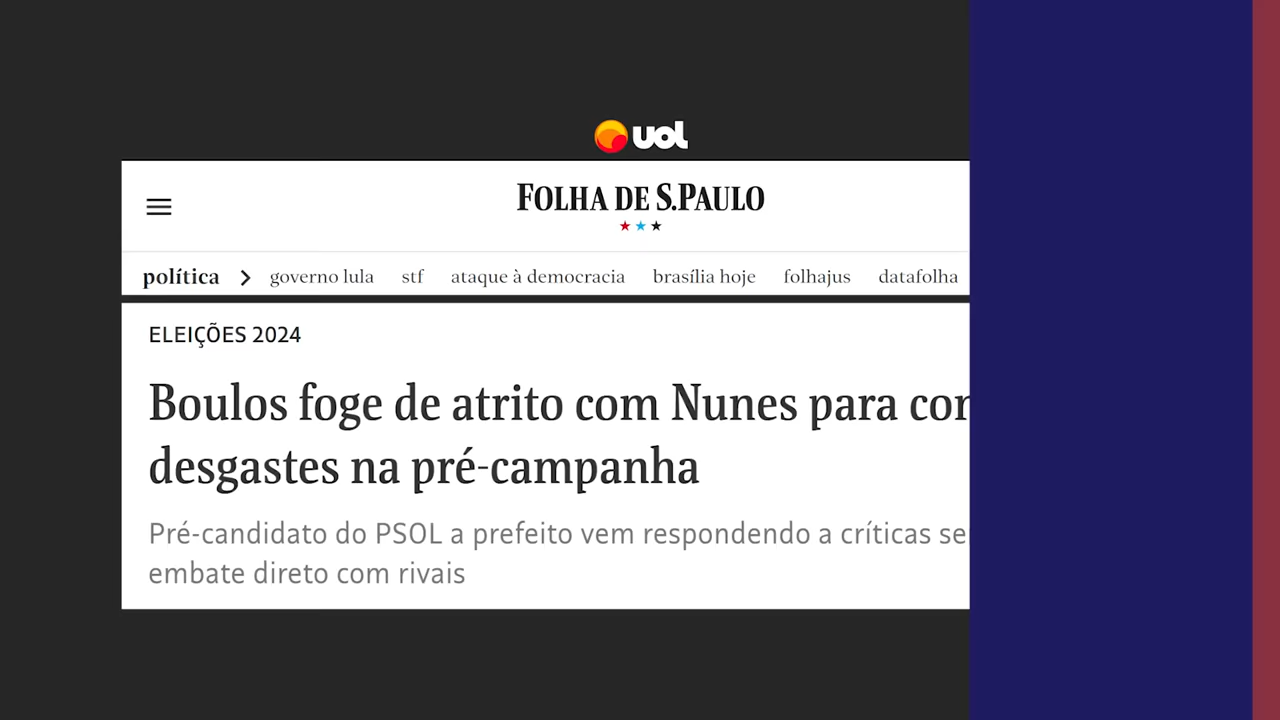 uol
FOLHA DE S.PAULO
política governo lula stf ataque à democracia brasília hoje folhajus datafolha
ELEIÇÕES 2024
Boulos foge de atrito com Nunes para
desgastes na pré-campanha
Pré-candidato do PSOL a prefeito vem respondendo a críticas
embate direto com rivais